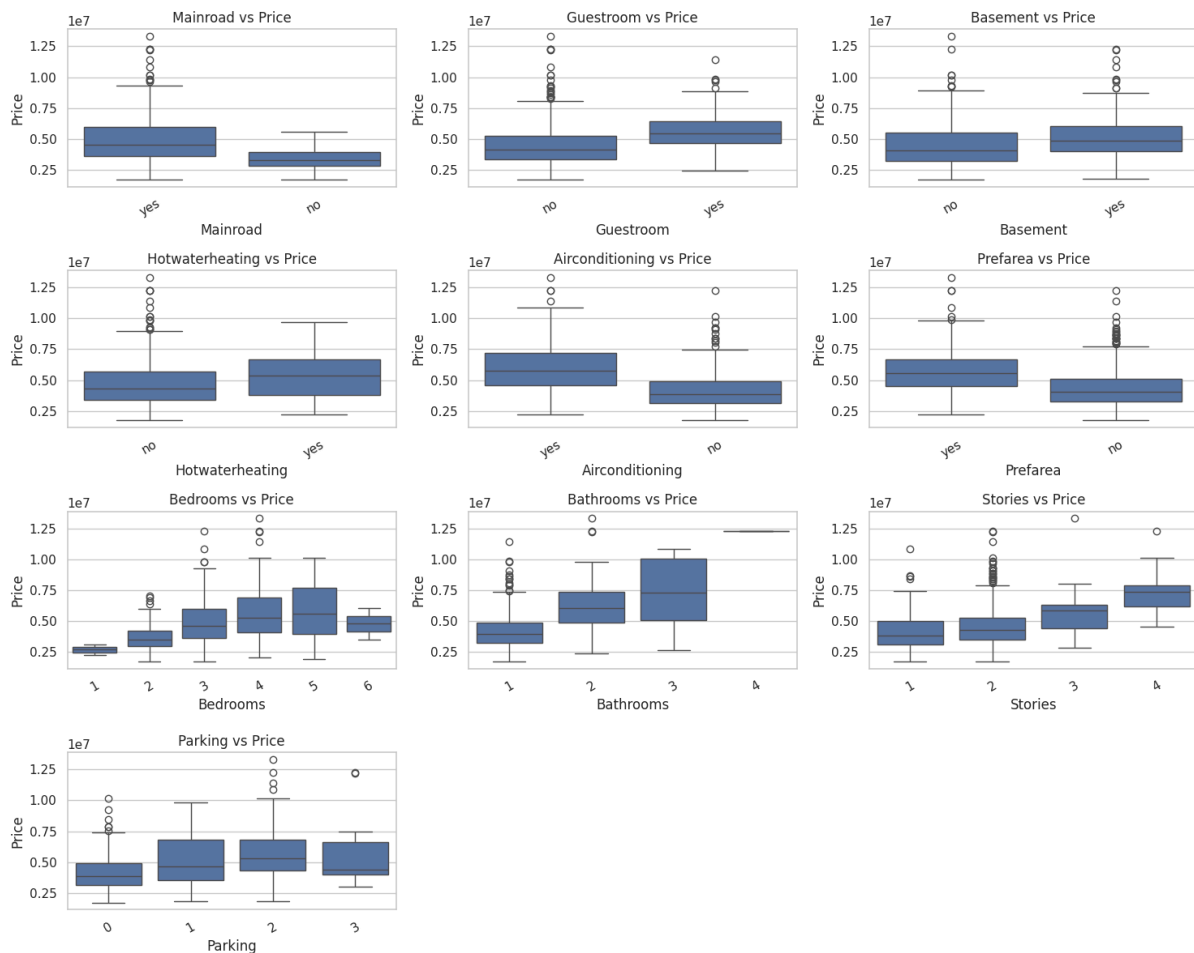 Mainroad vs Price
1e7
1.25
1.00
0.75
0.50
0.25
Price
yes
no
Mainroad
Guestroom vs Price
1e7
1.25
1.00
0.75
0.50
0.25
Price
no
yes
Guestroom
Basement vs Price
1e7
1.25
1.00
0.75
0.50
0.25
Price
no
yes
Basement
Hotwaterheating vs Price
1e7
1.25
1.00
0.75
0.50
0.25
Price
no
yes
Hotwaterheating
Airconditioning vs Price
1e7
1.25
1.00
0.75
0.50
0.25
Price
yes
no
Airconditioning
Prefarea vs Price
1e7
1.25
1.00
0.75
0.50
0.25
Price
yes
no
Prefarea
Bedrooms vs Price
1e7
1.25
1.00
0.75
0.50
0.25
Price
1 2 3 4 5 6
Bedrooms
Bathrooms vs Price
1e7
1.25
1.00
0.75
0.50
0.25
Price
1 2 3 4
Bathrooms
Stories vs Price
1e7
1.25
1.00
0.75
0.50
0.25
Price
1 2 3 4
Stories
Parking vs Price
1e7
1.25
1.00
0.75
0.50
0.25
Price
0 1 2 3
Parking